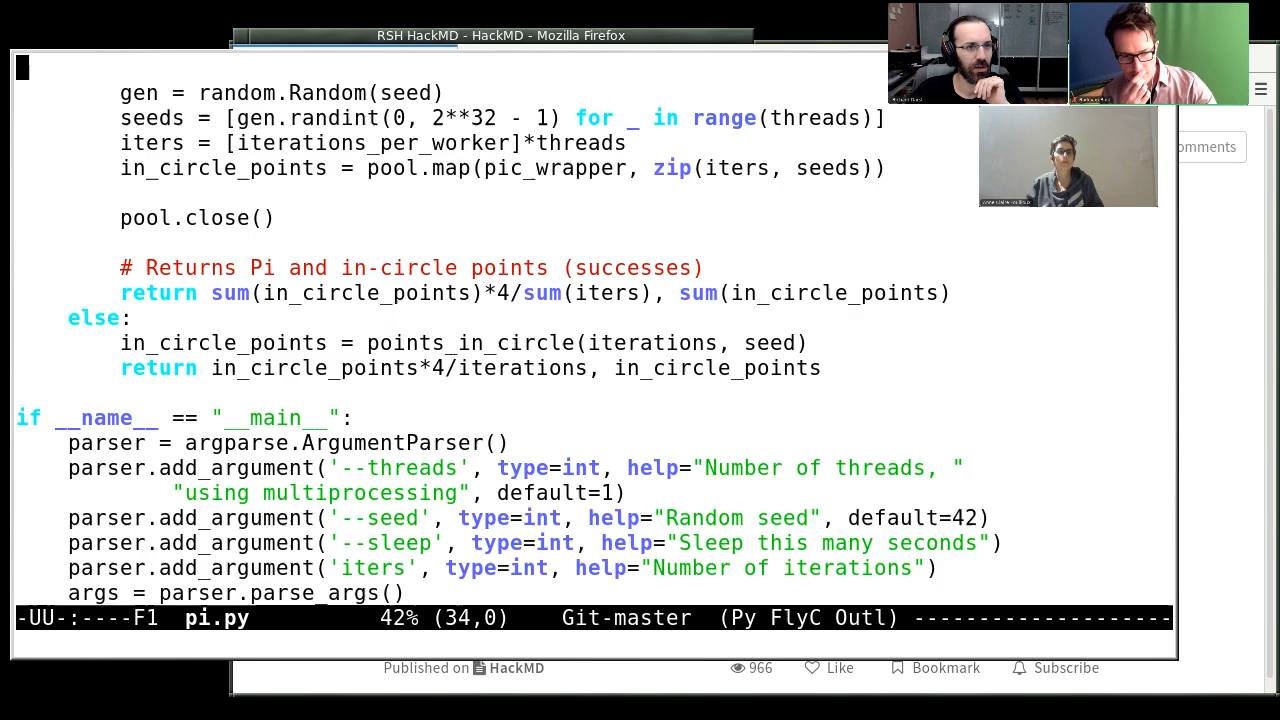 RSH HackMD - HackMD - Mozilla Firefox
gen = random.Random(seed)
seeds = [gen.randint(0, 2**32 - 1) for _ in range(threads)]
iters = [iterations_per_worker]*threads
in_circle_points = pool.map(pic_wrapper, zip(iters, seeds))
pool.close()
# Returns Pi and in-circle points (successes)
return sum(in_circle_points)*4/sum(iters), sum(in_circle_points)
else:
in_circle_points = points_in_circle(iterations, seed)
return in_circle_points*4/iterations, in_circle_points
if __name__ == "__main__":
parser = argparse.ArgumentParser()
parser.add_argument('--threads', type=int, help="Number of threads, "
"using multiprocessing", default=1)
parser.add_argument('--seed', type=int, help="Random seed", default=42)
parser.add_argument('--sleep', type=int, help="Sleep this many seconds")
parser.add_argument('iters', type=int, help="Number of iterations")
args = parser.parse_args()
-UU-:----F1 pi.py 42% (34,0) Git-master (Py FlyC Outl) --------------------
omments
Published on HackMD 966 Like Bookmark Subscribe